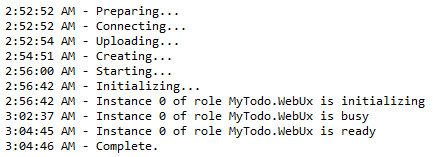 2:52:52 AM - Preparing...
2:52:52 AM - Connecting...
2:52:54 AM - Uploading...
2:54:51 AM - Creating...
2:56:00 AM - Starting...
2:56:42 AM - Initializing...
2:56:42 AM - Instance 0 of role MyTodo.WebUx is initializing
3:02:37 AM - Instance 0 of role MyTodo.WebUx is busy
3:04:45 AM - Instance 0 of role MyTodo.WebUx is ready
3:04:46 AM - Complete.